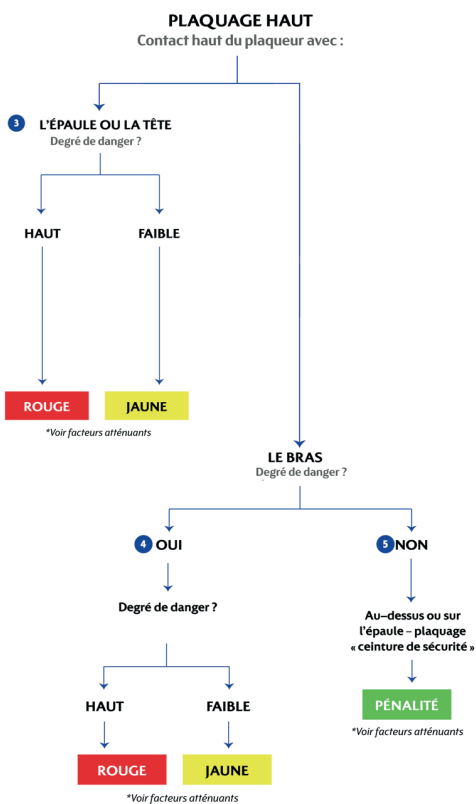 PLAQUAGE HAUT
Contact haut du plaqueur avec :
3 L'ÉPAULE OU LA TÊTE
Degré de danger ?
HAUT FAIBLE
ROUGE JAUNE
*Voir facteurs atténuants
LE BRAS
Degré de danger ?
4 OUI 5 NON
Degré de danger ?
Au–dessus ou sur
l'épaule – plaquage
« ceinture de sécurité »
HAUT FAIBLE
PÉNALITÉ
*Voir facteurs atténuants
ROUGE JAUNE
*Voir facteurs atténuants